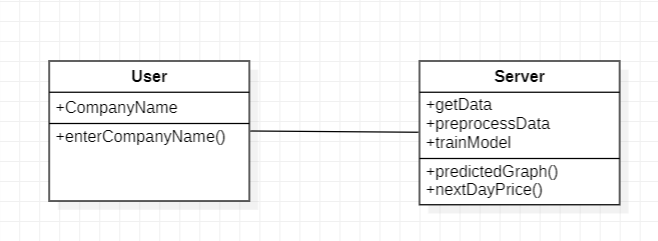 User
+CompanyName
+enterCompanyName()
Server
+getData
+preprocessData
+trainModel
+predictedGraph()
+nextDayPrice()